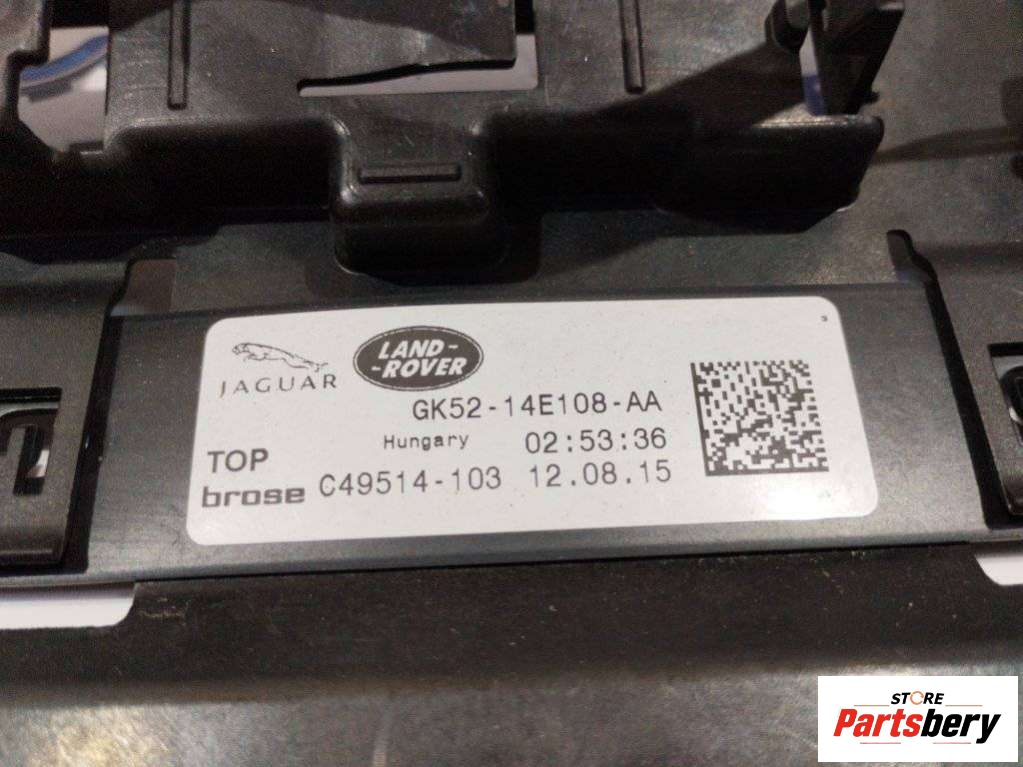 JAGUAR
LAND-
-ROVER
3
GK52-14E108-AA
Hungary 02:53:36
TOP
brose C49514-103 12.08.15
STORE
Partsbery